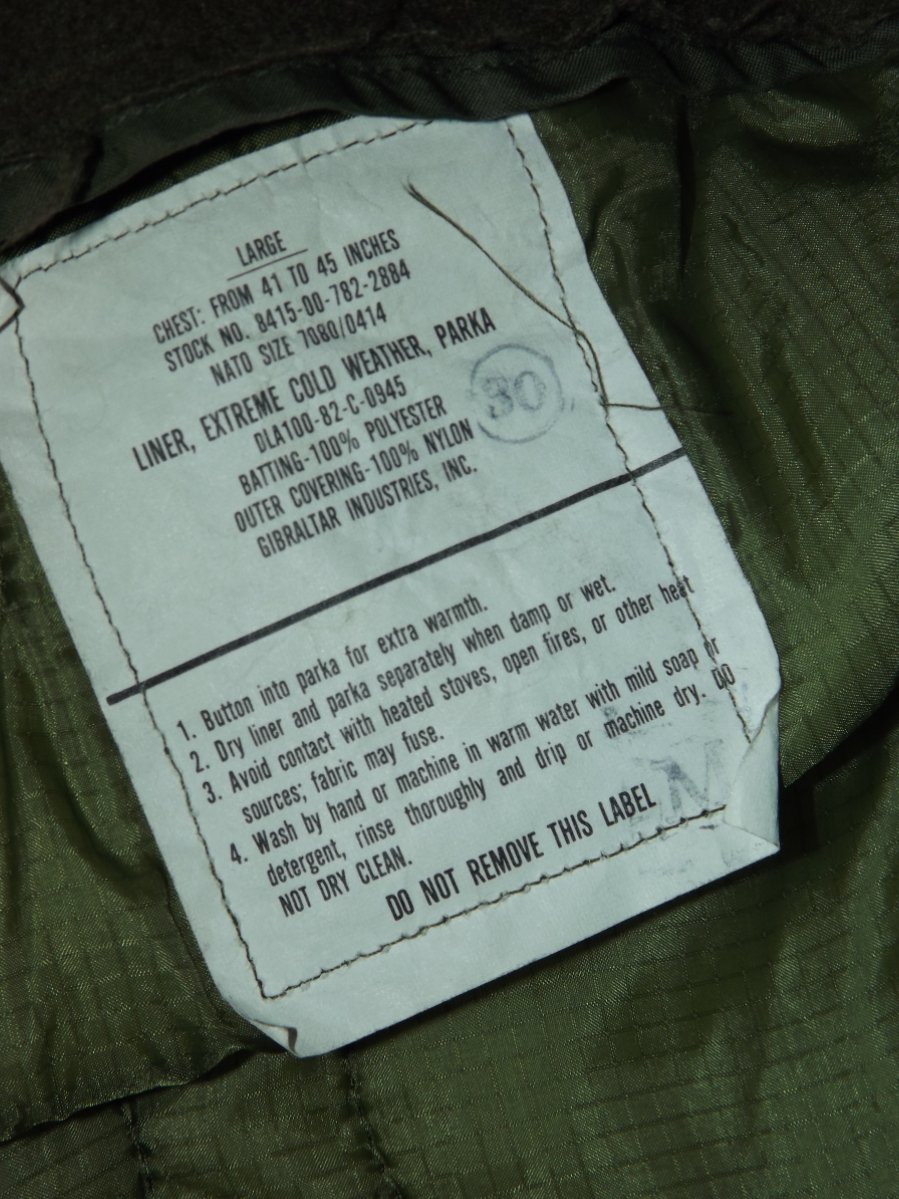 LARGE
CHEST: FROM 41 TO 45 INCHES
STOCK NO. 8415-00-782-2884
NATO SIZE 7080/0414
LINER, EXTREME COLD WEATHER, PARKA
DLA100-82-C-0945
30
BATTING-100% POLYESTER
OUTER COVERING-100% NYLON
GIBRALTAR INDUSTRIES, INC.
1. Button into parka for extra warmth.
2. Dry liner and parka separately when damp or wet.
3. Avoid contact with heated stoves, open fires, or other heat
sources; fabric may fuse.
4. Wash by hand or machine in warm water with mild soap or
detergent, rinse thoroughly and drip or machine dry. DO
NOT DRY CLEAN.
DO NOT REMOVE THIS LABEL